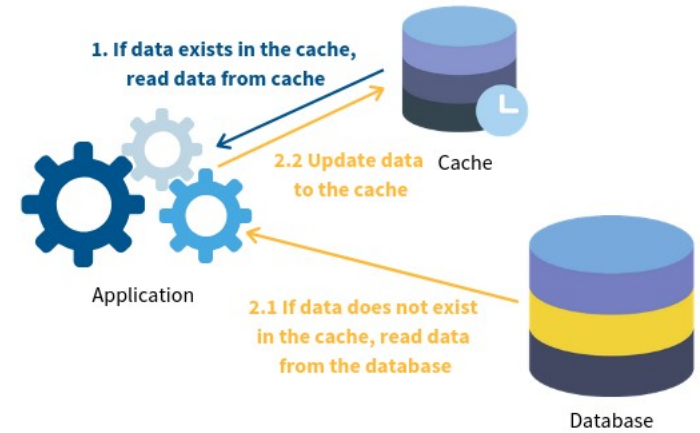 1. If data exists in the cache,
read data from cache
2.2 Update data
to the cache
Cache
Application
2.1 If data does not exist
in the cache, read data
from the database
Database